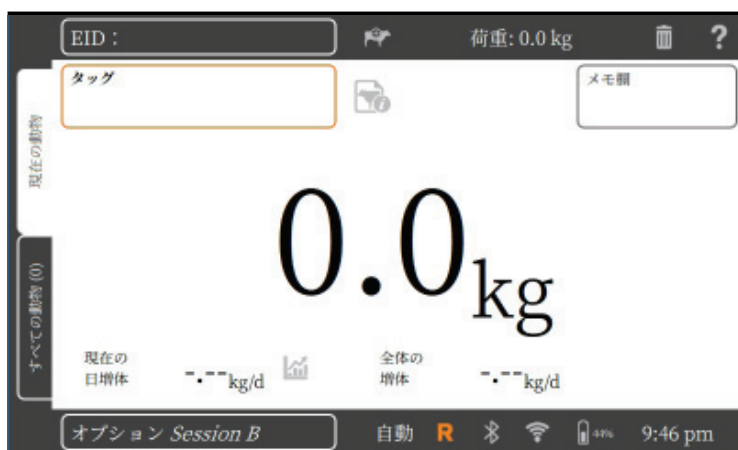 EID：
荷重: 0.0 kg
?
タッグ
メモ欄
現在の動物
0.0kg
すべての動物 (0)
現在の
日増体
-.--kg/d
全体の
増体
-.--kg/d
オプション Session B
自動
R
44%
9:46 pm